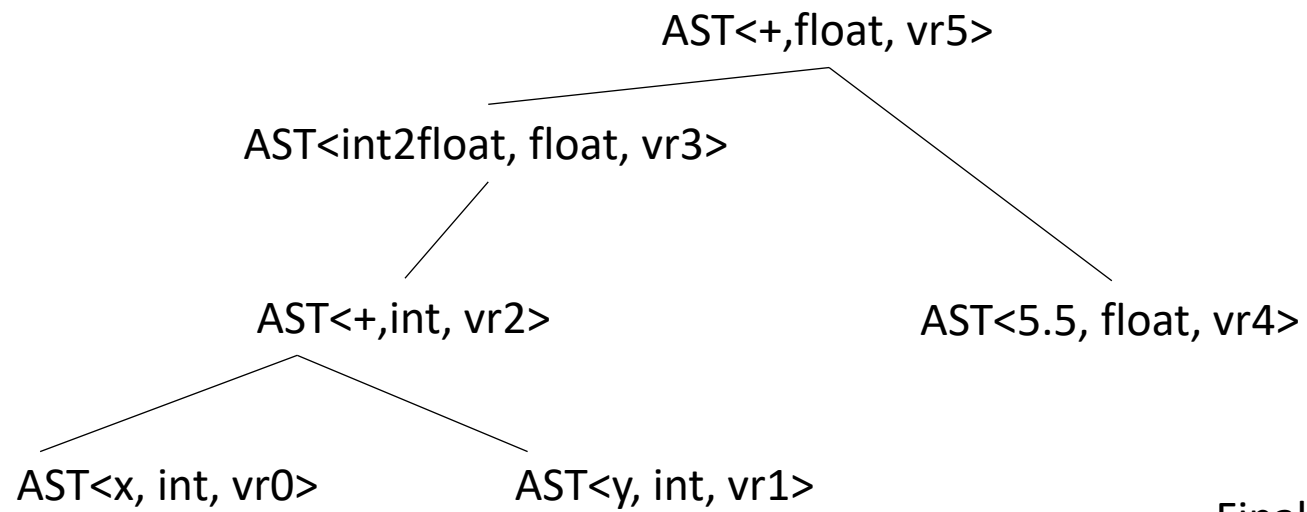 AST<+,float, vr5>
AST<int2float, float, vr3>
AST<+,int, vr2>
AST<5.5, float, vr4>
AST<x, int, vr0>
AST<y, int, vr1>